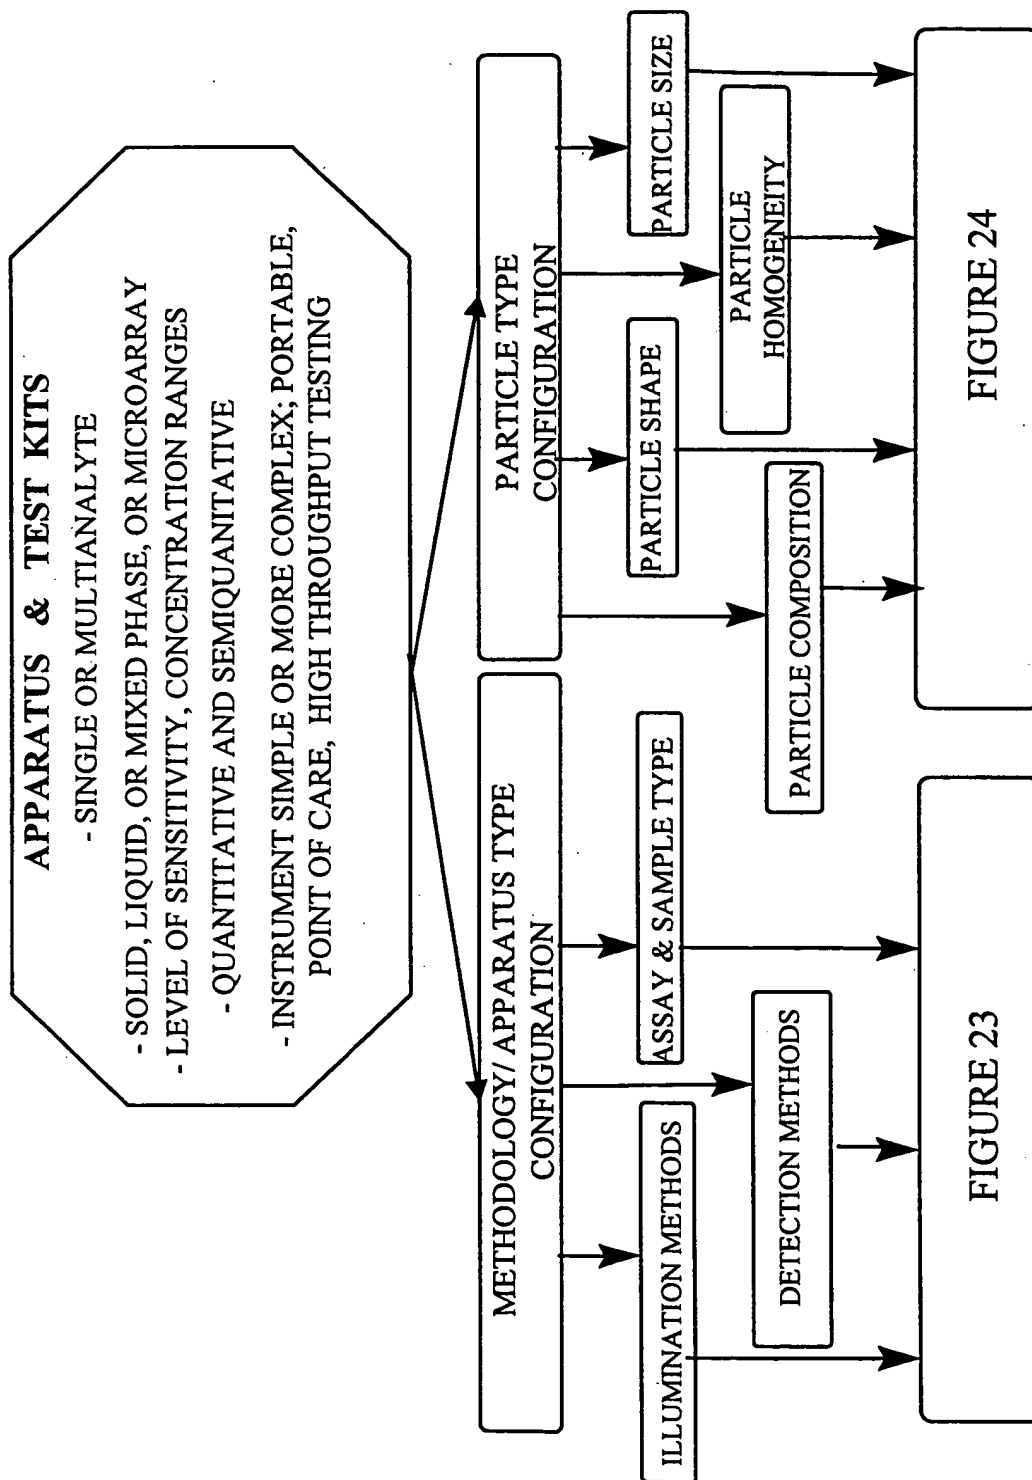 APPARATUS & TEST KITS
- SINGLE OR MULTIANALYTE
- SOLID, LIQUID, OR MIXED PHASE, OR MICROARRAY
- LEVEL OF SENSITIVITY, CONCENTRATION RANGES
- QUANTITATIVE AND SEMIQUANITATIVE
- INSTRUMENT SIMPLE OR MORE COMPLEX; PORTABLE,
POINT OF CARE, HIGH THROUGHPUT TESTING
METHODOLOGY/ APPARATUS TYPE
CONFIGURATION
PARTICLE TYPE
CONFIGURATION
ILLUMINATION METHODS
DETECTION METHODS
ASSAY & SAMPLE TYPE
PARTICLE COMPOSITION
PARTICLE SHAPE
PARTICLE
HOMOGENEITY
PARTICLE SIZE
FIGURE 23
FIGURE 24